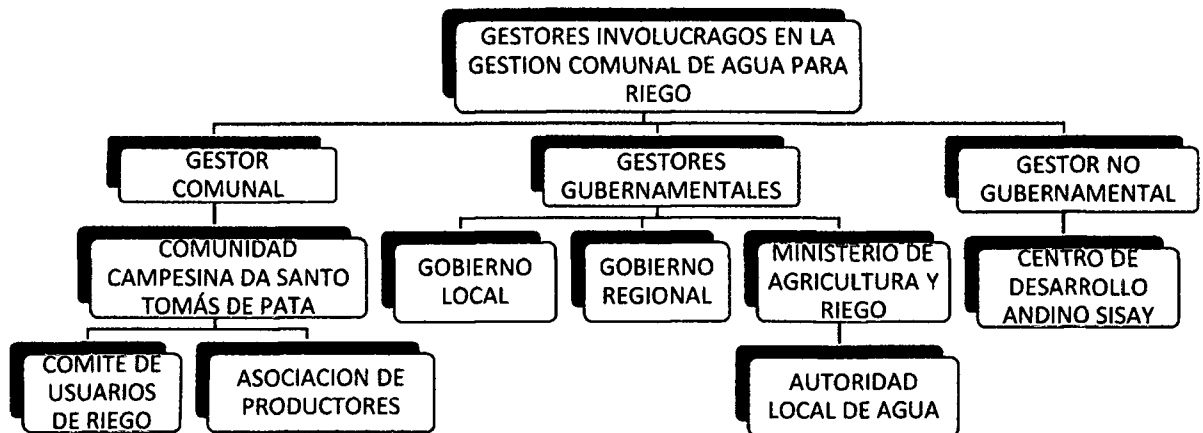 GESTORES INVOLUCRAGOS EN LA
GESTION COMUNAL DE AGUA PARA
RIEGO
GESTOR
COMUNAL
GESTORES
GUBERNAMENTALES
GESTOR NO
GUBERNAMENTAL
COMUNIDAD
CAMPESINA DA SANTO
TOMÁS DE PATA
GOBIERNO
LOCAL
GOBIERNO
REGIONAL
MINISTERIO DE
AGRICULTURA Y
RIEGO
CENTRO DE
DESARROLLO
ANDINO SISAY
COMITE DE
USUARIOS
DE RIEGO
ASOCIACION DE
PRODUCTORES
AUTORIDAD
LOCAL DE AGUA